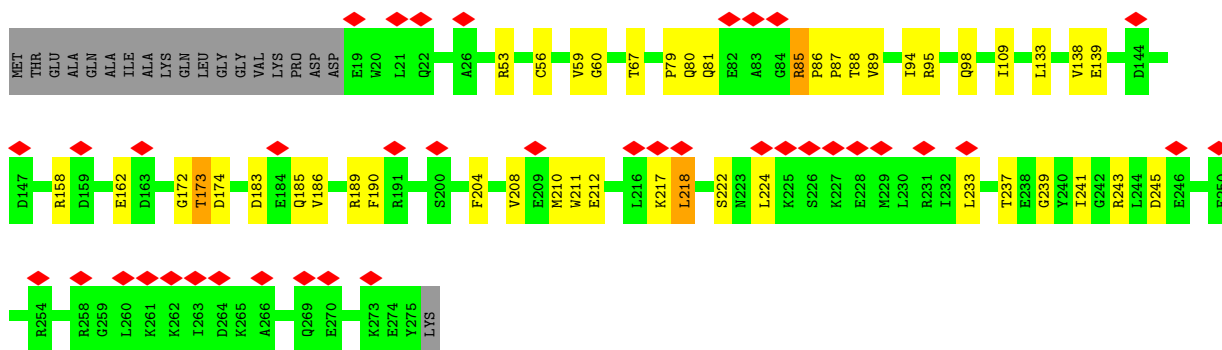 MET THR GLU ALA GLN ALA ILE ALA LYS GLN LEU GLY GLY VAL LYS PRO ASP ASP E19 W20 L21 Q22 A26 R53 C56 V59 G60 T67 P79 Q80 Q81 E82 A83 G84 R85 P86 P87 T88 V89 I94 R95 Q98 I109 L133 V138 E139 D144
D147 R158 D159 E162 D163 G172 T173 D174 D183 E184 Q185 V186 R189 F190 R191 S200 F204 V208 E209 M210 W211 E212 L216 K217 L218 S222 N223 L224 K225 S226 K227 E228 M229 L230 R231 I232 L233 T237 E238 G239 Y240 I241 G242 R243 L244 D245 E246
R254 R258 G259 L260 K261 K262 I263 D264 K265 A266 Q269 E270 K273 E274 Y275 LYS